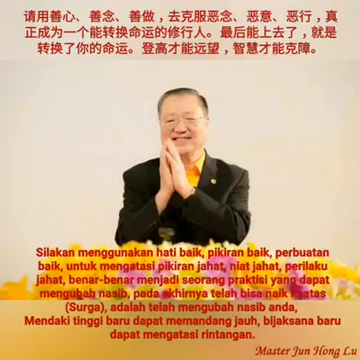 请用善心、善念、善做，去克服恶念、恶意、恶行，真
正成为一个能转换命运的修行人。最后能上去了，就是
转换了你的命运。登高才能远望，智慧才能克障。
Silakan menggunakan hati baik, pikiran baik, perbuatan
baik, untuk mengatasi pikiran jahat, niat jahat, perilaku
jahat, benar-benar menjadi seorang praktisi yang dapat
mengubah nasib, pada akhirnya telah bisa naik ke atas
(Surga), adalah telah mengubah nasib anda,
Mendaki tinggi baru dapat memandang jauh, bijaksana baru
dapat mengatasi rintangan.
Master Jun Hong Lu